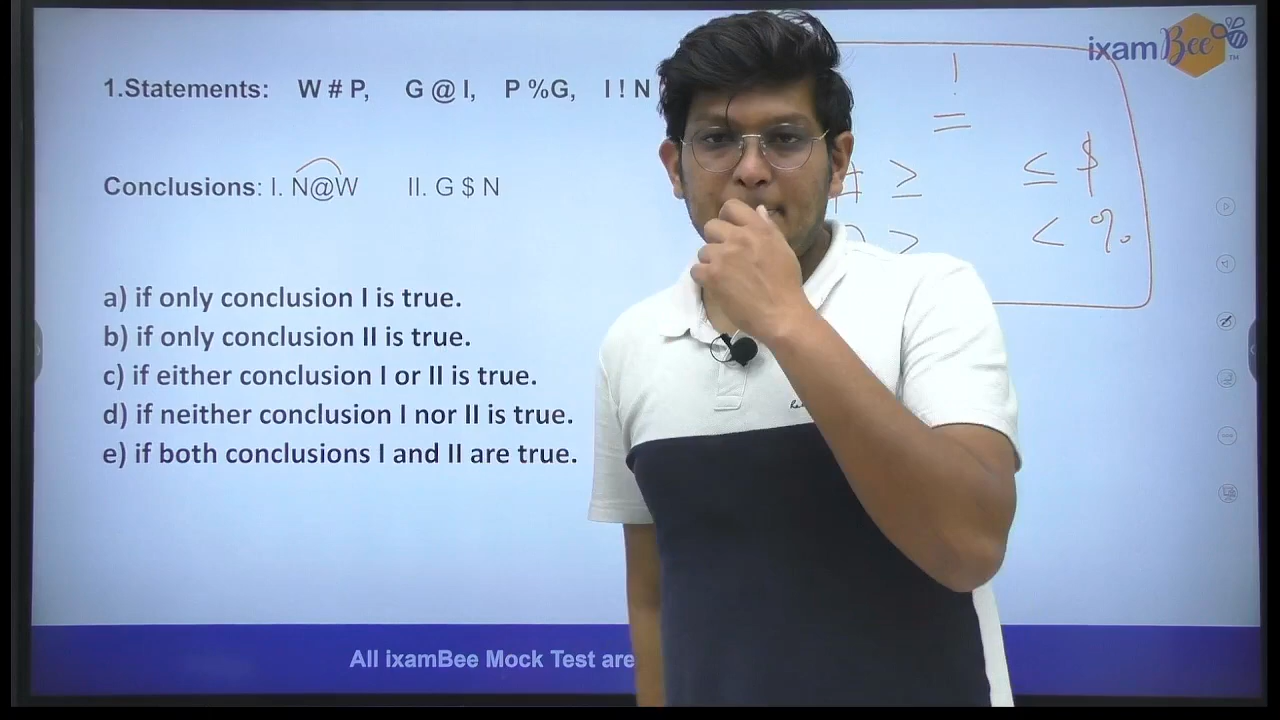 ixamBee TM
1.Statements: W # P, G @ I, P %G, I ! N
!
=
# ≥ ≤ $
Conclusions: I. N@W II. G $ N
> < %
a) if only conclusion I is true.
b) if only conclusion II is true.
c) if either conclusion I or II is true.
d) if neither conclusion I nor II is true.
e) if both conclusions I and II are true.
All ixamBee Mock Test are